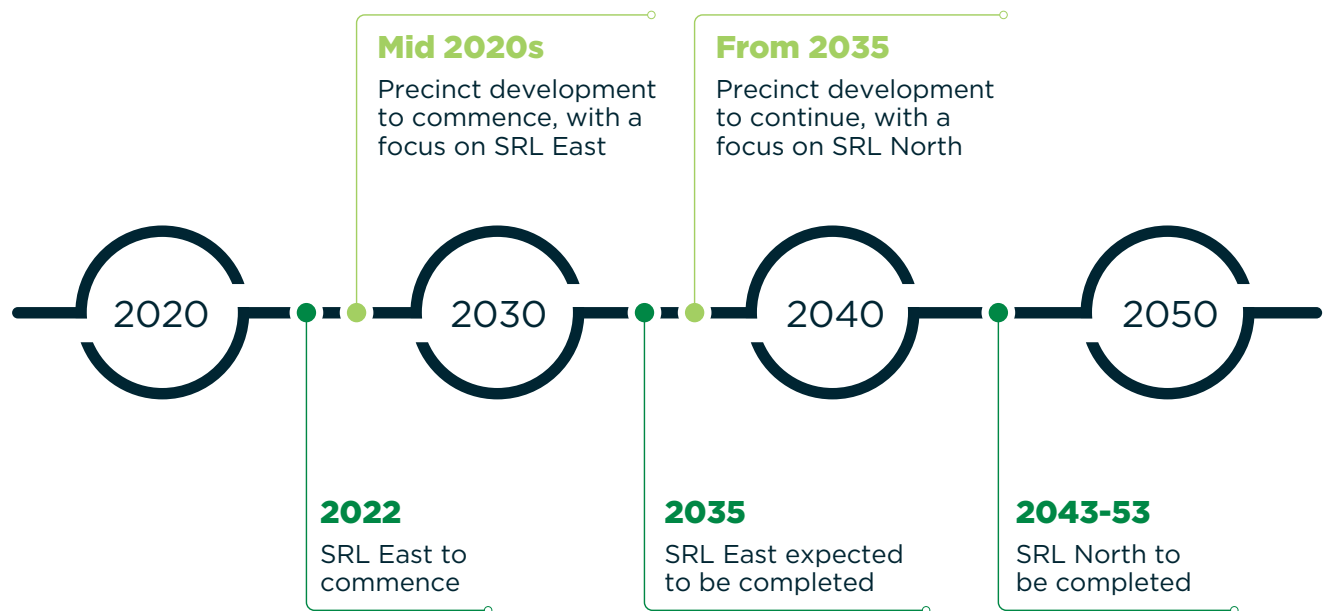 Mid 2020s
Precinct development
to commence, with a
focus on SRL East
From 2035
Precinct development
to continue, with a
focus on SRL North
2020
2030
2040
2050
2022
SRL East to
commence
2035
SRL East expected
to be completed
2043-53
SRL North to
be completed